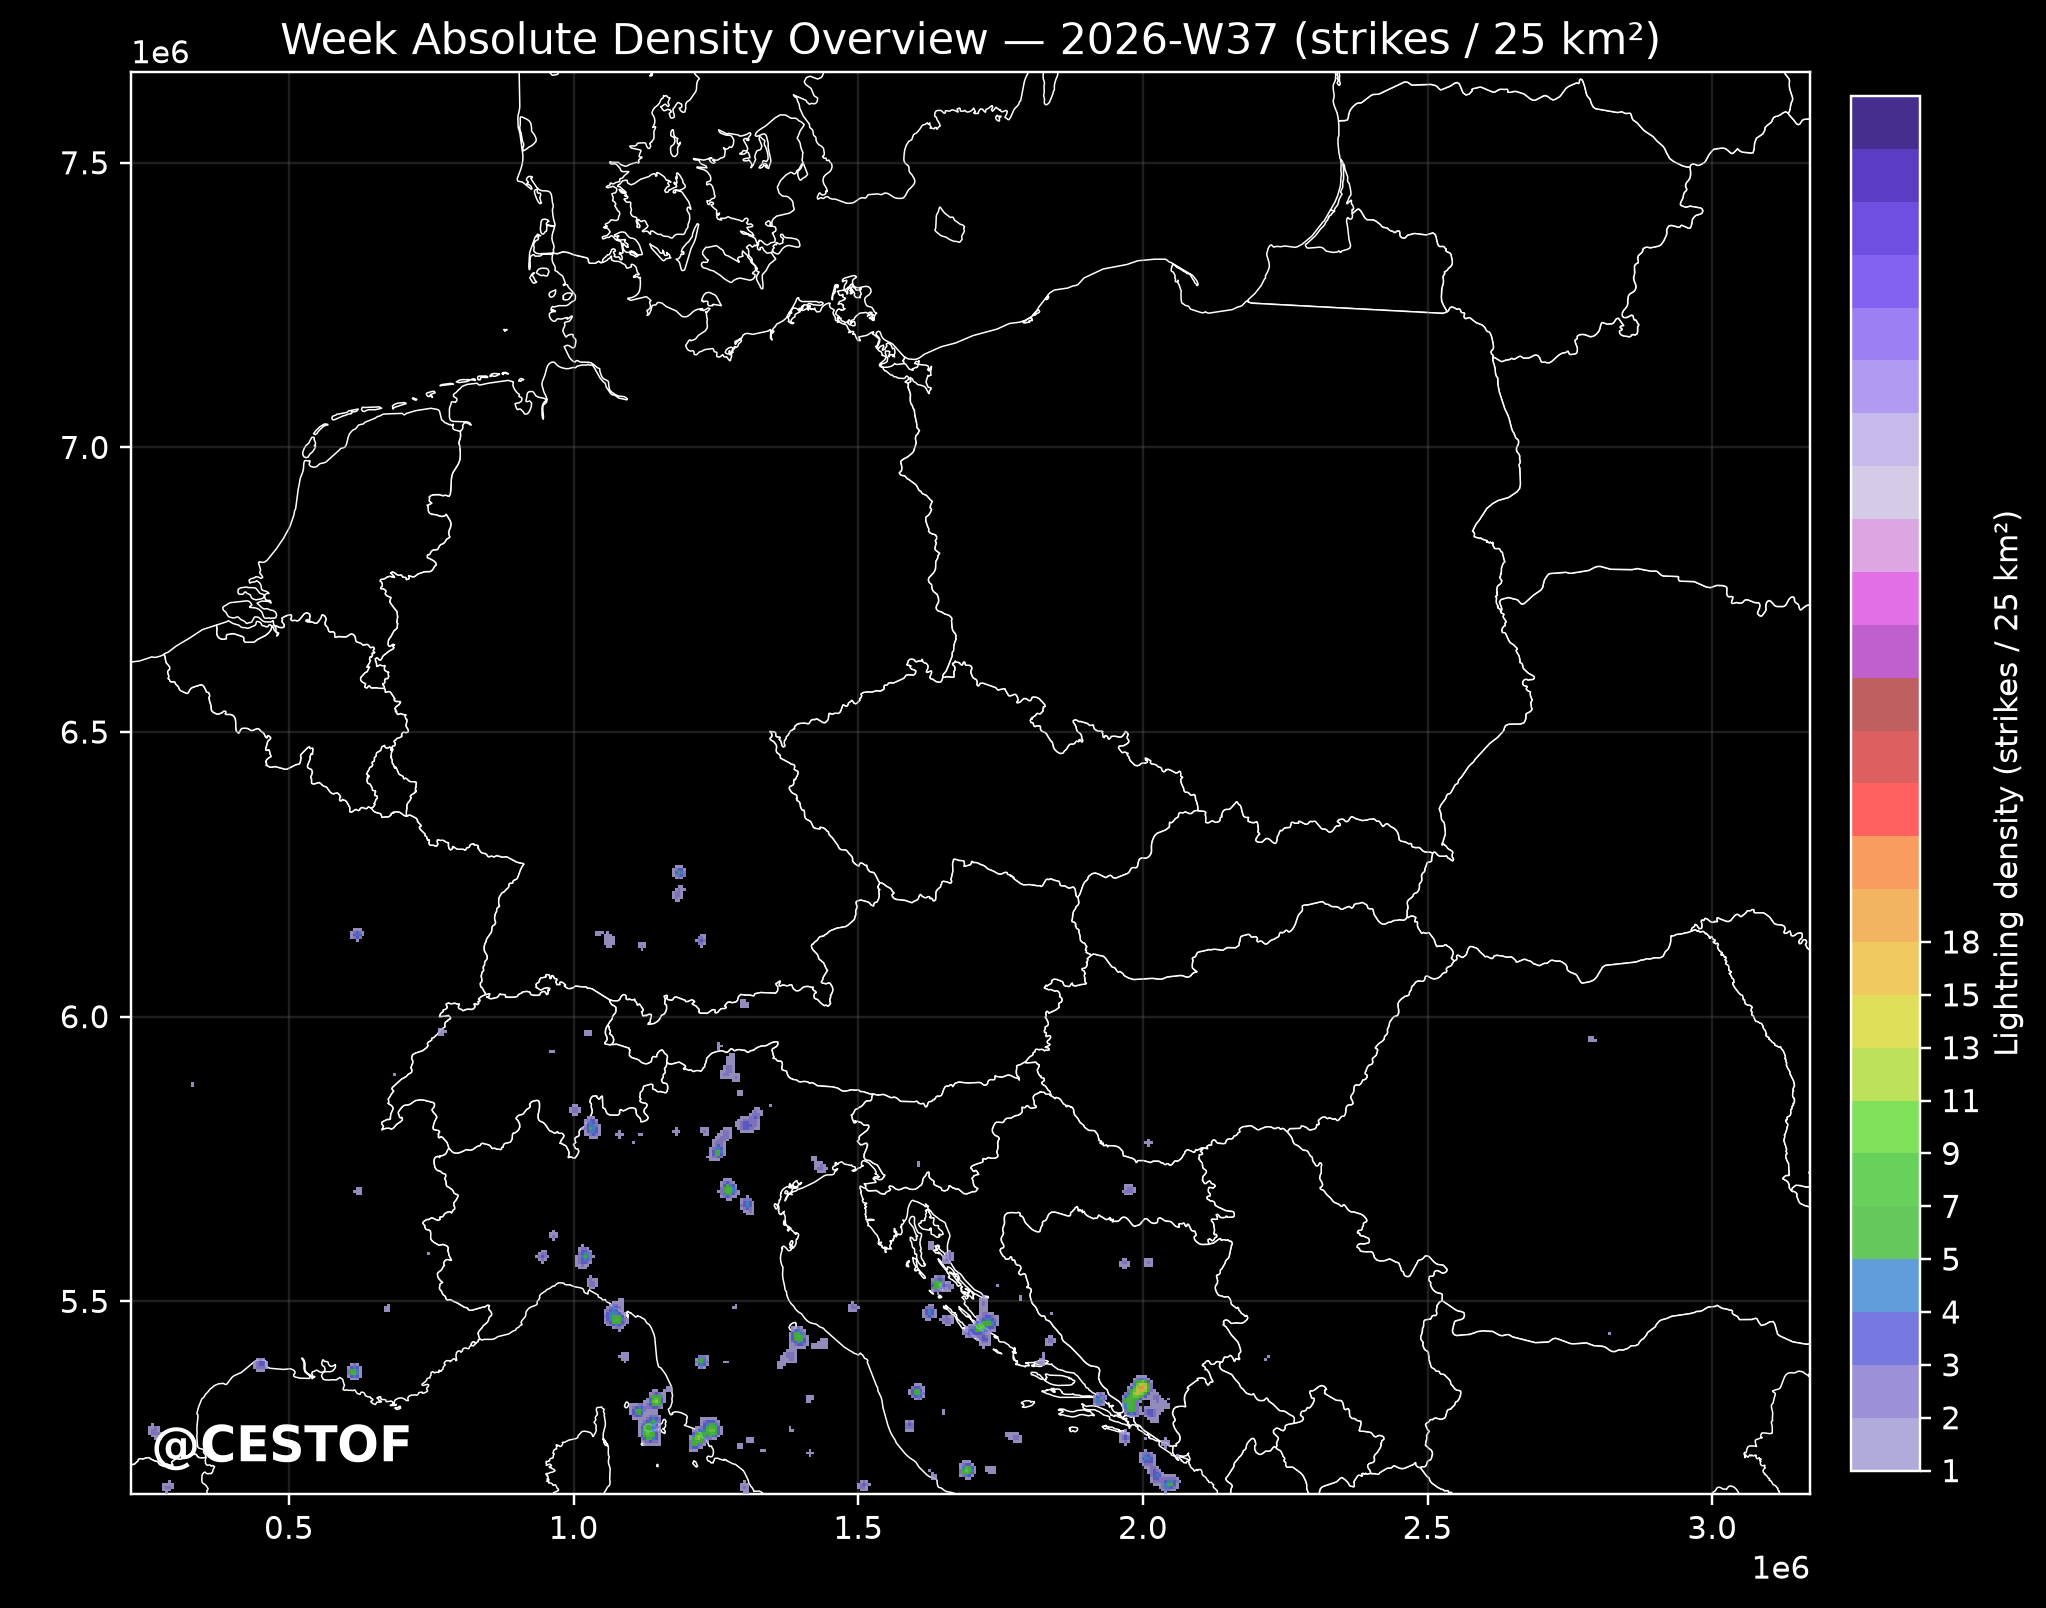 Week Absolute Density Overview — 2026-W37 (strikes / 25 km²)
1e6
7.5
7.0
6.5
6.0
5.5
0.5 1.0 1.5 2.0 2.5 3.0
1e6
18
15
13
11
9
7
5
4
3
2
1
Lightning density (strikes / 25 km²)
@CESTOF